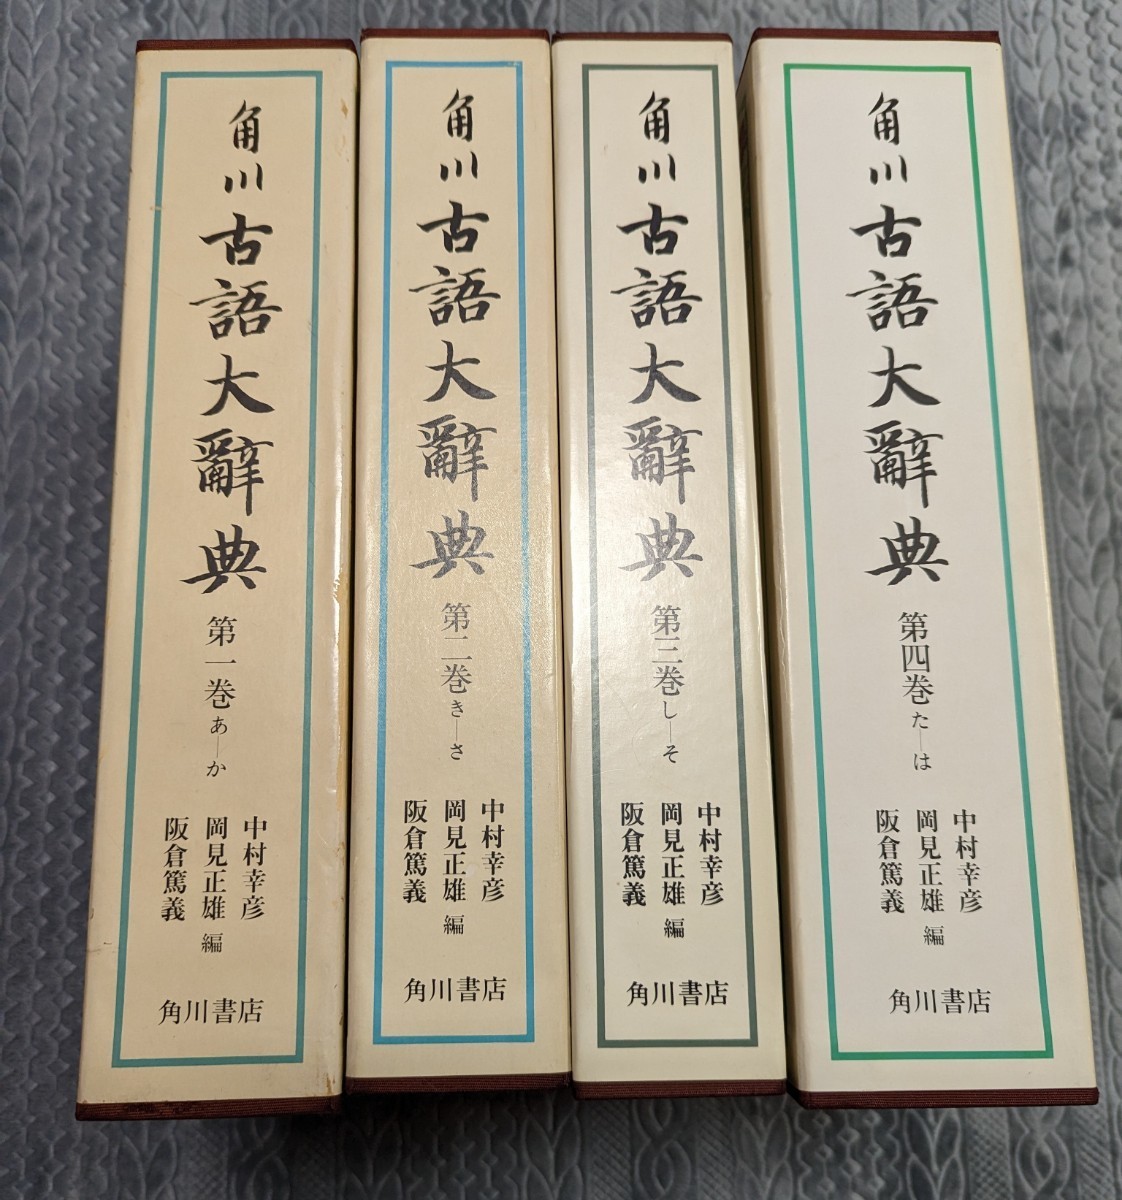 角川古語大辭典
第一巻 あ―か
中村幸彦
岡見正雄 編
阪倉篤義
角川書店
角川古語大辭典
第二巻 き―さ
中村幸彦
岡見正雄 編
阪倉篤義
角川書店
角川古語大辭典
第三巻 し―そ
中村幸彦
岡見正雄 編
阪倉篤義
角川書店
角川古語大辭典
第四巻 た―は
中村幸彦
岡見正雄 編
阪倉篤義
角川書店